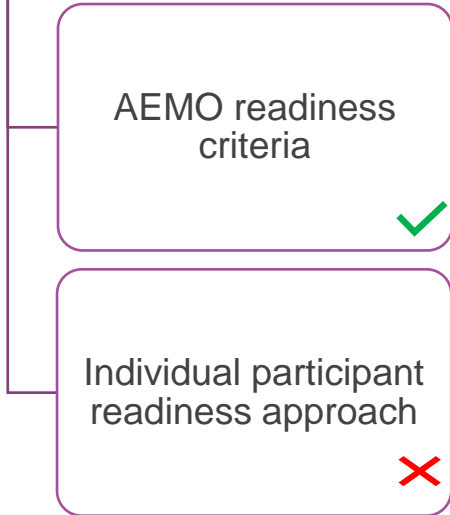 AEMO readiness
criteria
Individual participant
readiness approach